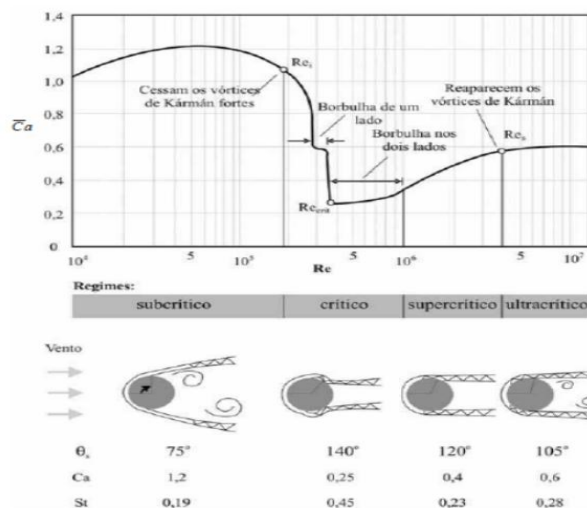 1,4
1,2
1,0
0,8
0,6
0,4
0,2
0
C̅a
Re₁
Cessam os vórtices
de Kármán fortes
Borbulha de um
lado
Reaparecem os
vórtices de Kármán
Borbulha nos
dois lados
Re
10⁴ 5 10⁵ 5 10⁶ 5 10⁷
Re
Regimes:
subcrítico crítico supercrítico ultracrítico
Vento
75° 140° 120° 105°
Ca 1,2 0,25 0,4 0,6
St 0,19 0,45 0,23 0,28